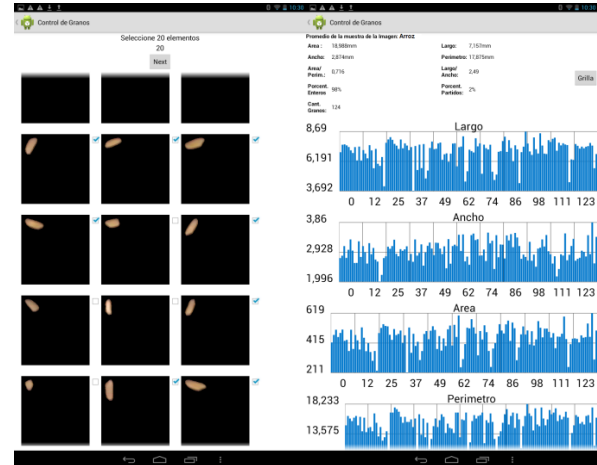 10:30
Control de Granos
Seleccione 20 elementos
20
Next
10:30
Control de Granos
Promedio de la muestra de la Imagen: Arroz
Area : 18,988mm Largo: 7,157mm
Ancho: 2,874mm Perimetro: 17,875mm
Area/ Perim.: 0,716 Largo/ Ancho: 2,49
Grilla
Porcent. Enteros 98% Porcent. Partidos: 2%
Cant. Granos: 124
Largo
8,69
6,191
3,692
0 12 25 37 49 62 74 86 98 111 123
Ancho
3,86
2,928
1,996
0 12 25 37 49 62 74 86 98 111 123
Area
619
415
211
0 12 25 37 49 62 74 86 98 111 123
Perimetro
18,233
13,575